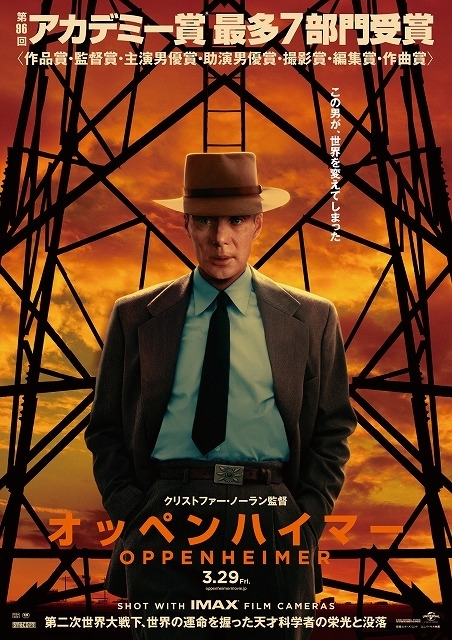 第96回
アカデミー賞 最多7部門受賞
〈作品賞・監督賞・主演男優賞・助演男優賞・撮影賞・編集賞・作曲賞〉
この男が、世界を変えてしまった
クリストファー・ノーラン監督
オッペンハイマー
OPPENHEIMER
3.29 Fri.
oppenheimermovie.jp
SHOT WITH IMAX FILM CAMERAS
第二次世界大戦下、世界の運命を握った天才科学者の栄光と没落